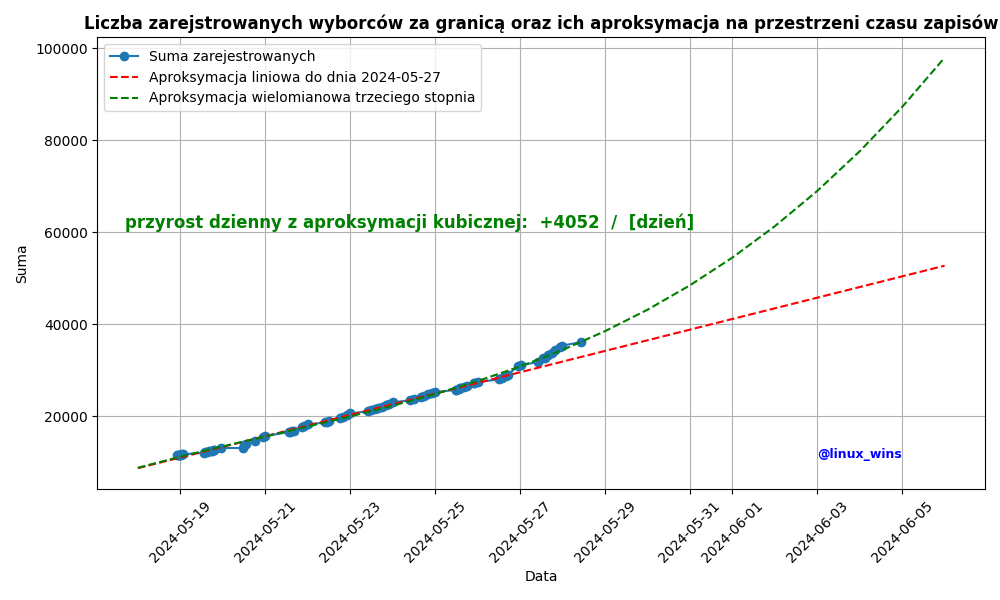 Liczba zarejstrowanych wyborców za granicą oraz ich aproksymacja na przestrzeni czasu zapisów
Suma zarejestrowanych
Aproksymacja liniowa do dnia 2024-05-27
Aproksymacja wielomianowa trzeciego stopnia
100000
80000
60000
40000
20000
Suma
przyrost dzienny z aproksymacji kubicznej: +4052 / [dzień]
@linux_wins
2024-05-19
2024-05-21
2024-05-23
2024-05-25
2024-05-27
2024-05-29
2024-05-31
2024-06-01
2024-06-03
2024-06-05
Data